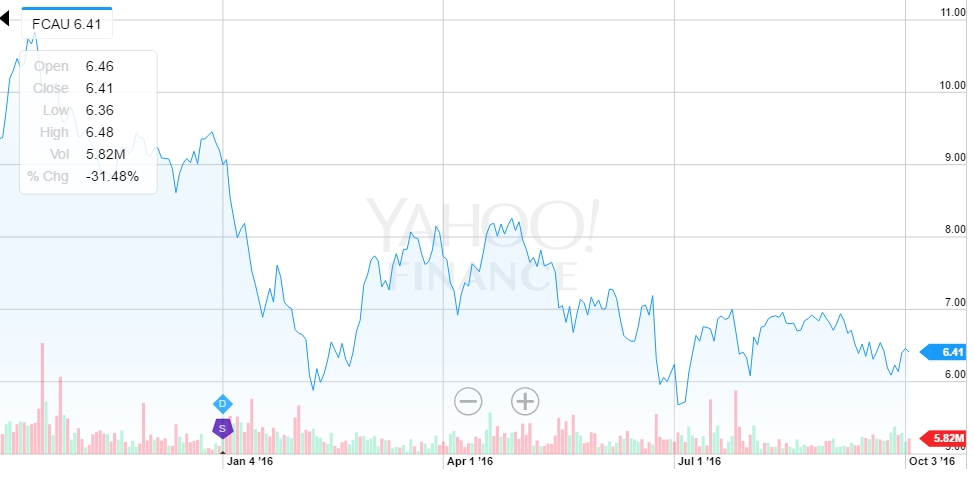 FCAU 6.41
Open 6.46
Close 6.41
Low 6.36
High 6.48
Vol 5.82M
% Chg -31.48%
11.00
10.00
9.00
8.00
7.00
6.41
6.00
5.82M
5.00
YAHOO!
FINANCE
D
S
Jan 4 '16
Apr 1 '16
Jul 1 '16
Oct 3 '16